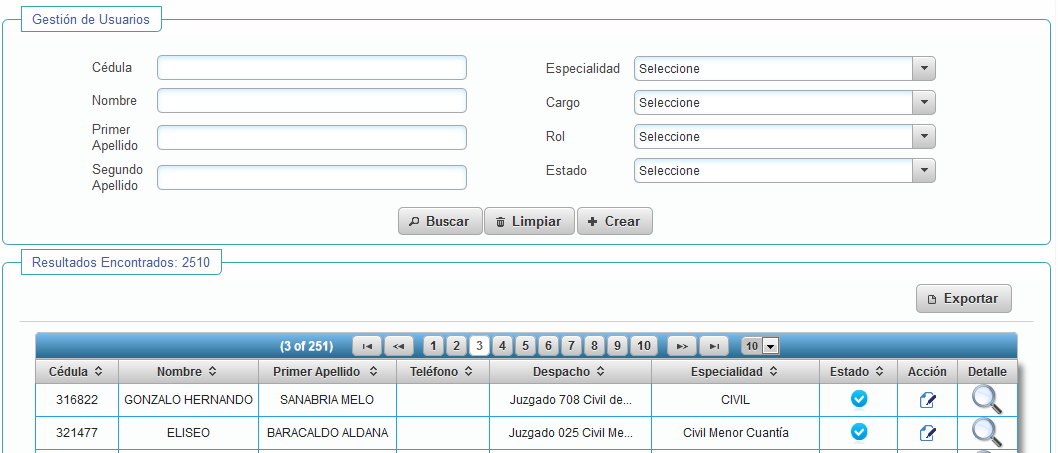 Gestión de Usuarios
Cédula
Especialidad Seleccione
Nombre
Cargo Seleccione
Primer
Apellido
Rol Seleccione
Segundo
Apellido
Estado Seleccione
Buscar Limpiar Crear
Resultados Encontrados: 2510
Exportar
(3 of 251) 1 2 3 4 5 6 7 8 9 10 10
Cédula Nombre Primer Apellido Teléfono Despacho Especialidad Estado Acción Detalle
316822 GONZALO HERNANDO SANABRIA MELO Juzgado 708 Civil de... CIVIL
321477 ELISEO BARACALDO ALDANA Juzgado 025 Civil Me... Civil Menor Cuantía